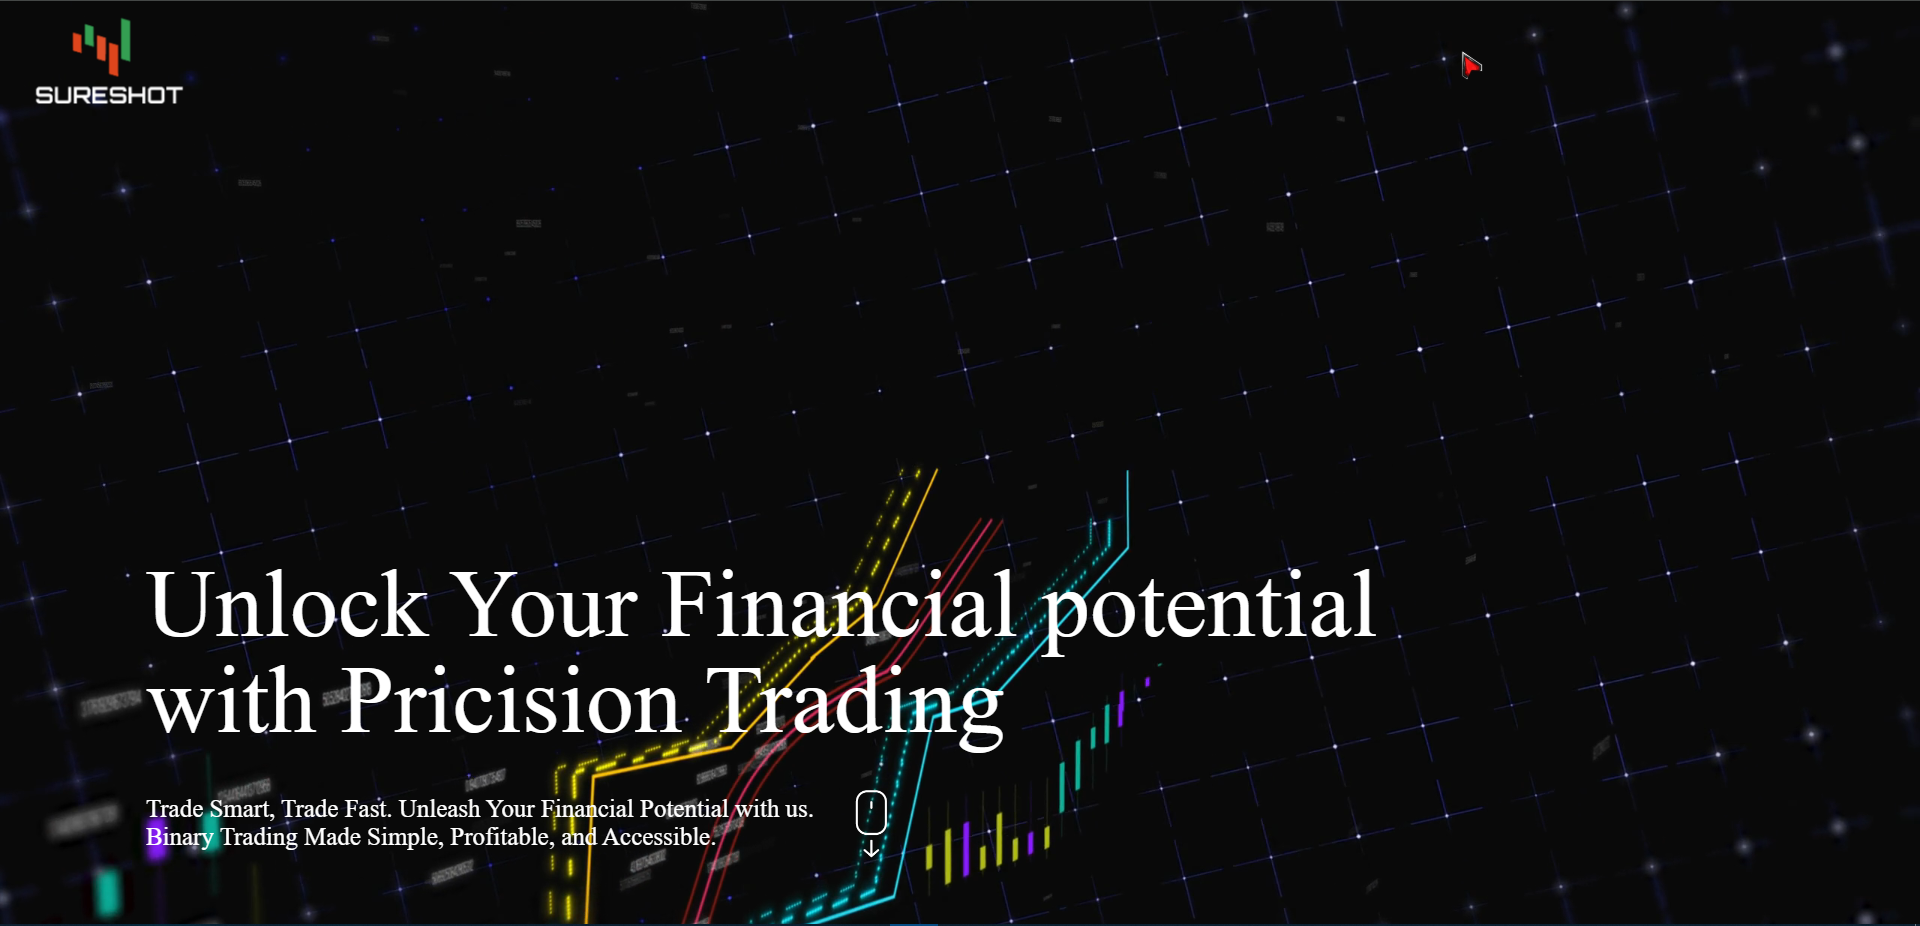 SURESHOT
Unlock Your Financial potential
with Pricision Trading
Trade Smart, Trade Fast. Unleash Your Financial Potential with us.
Binary Trading Made Simple, Profitable, and Accessible.